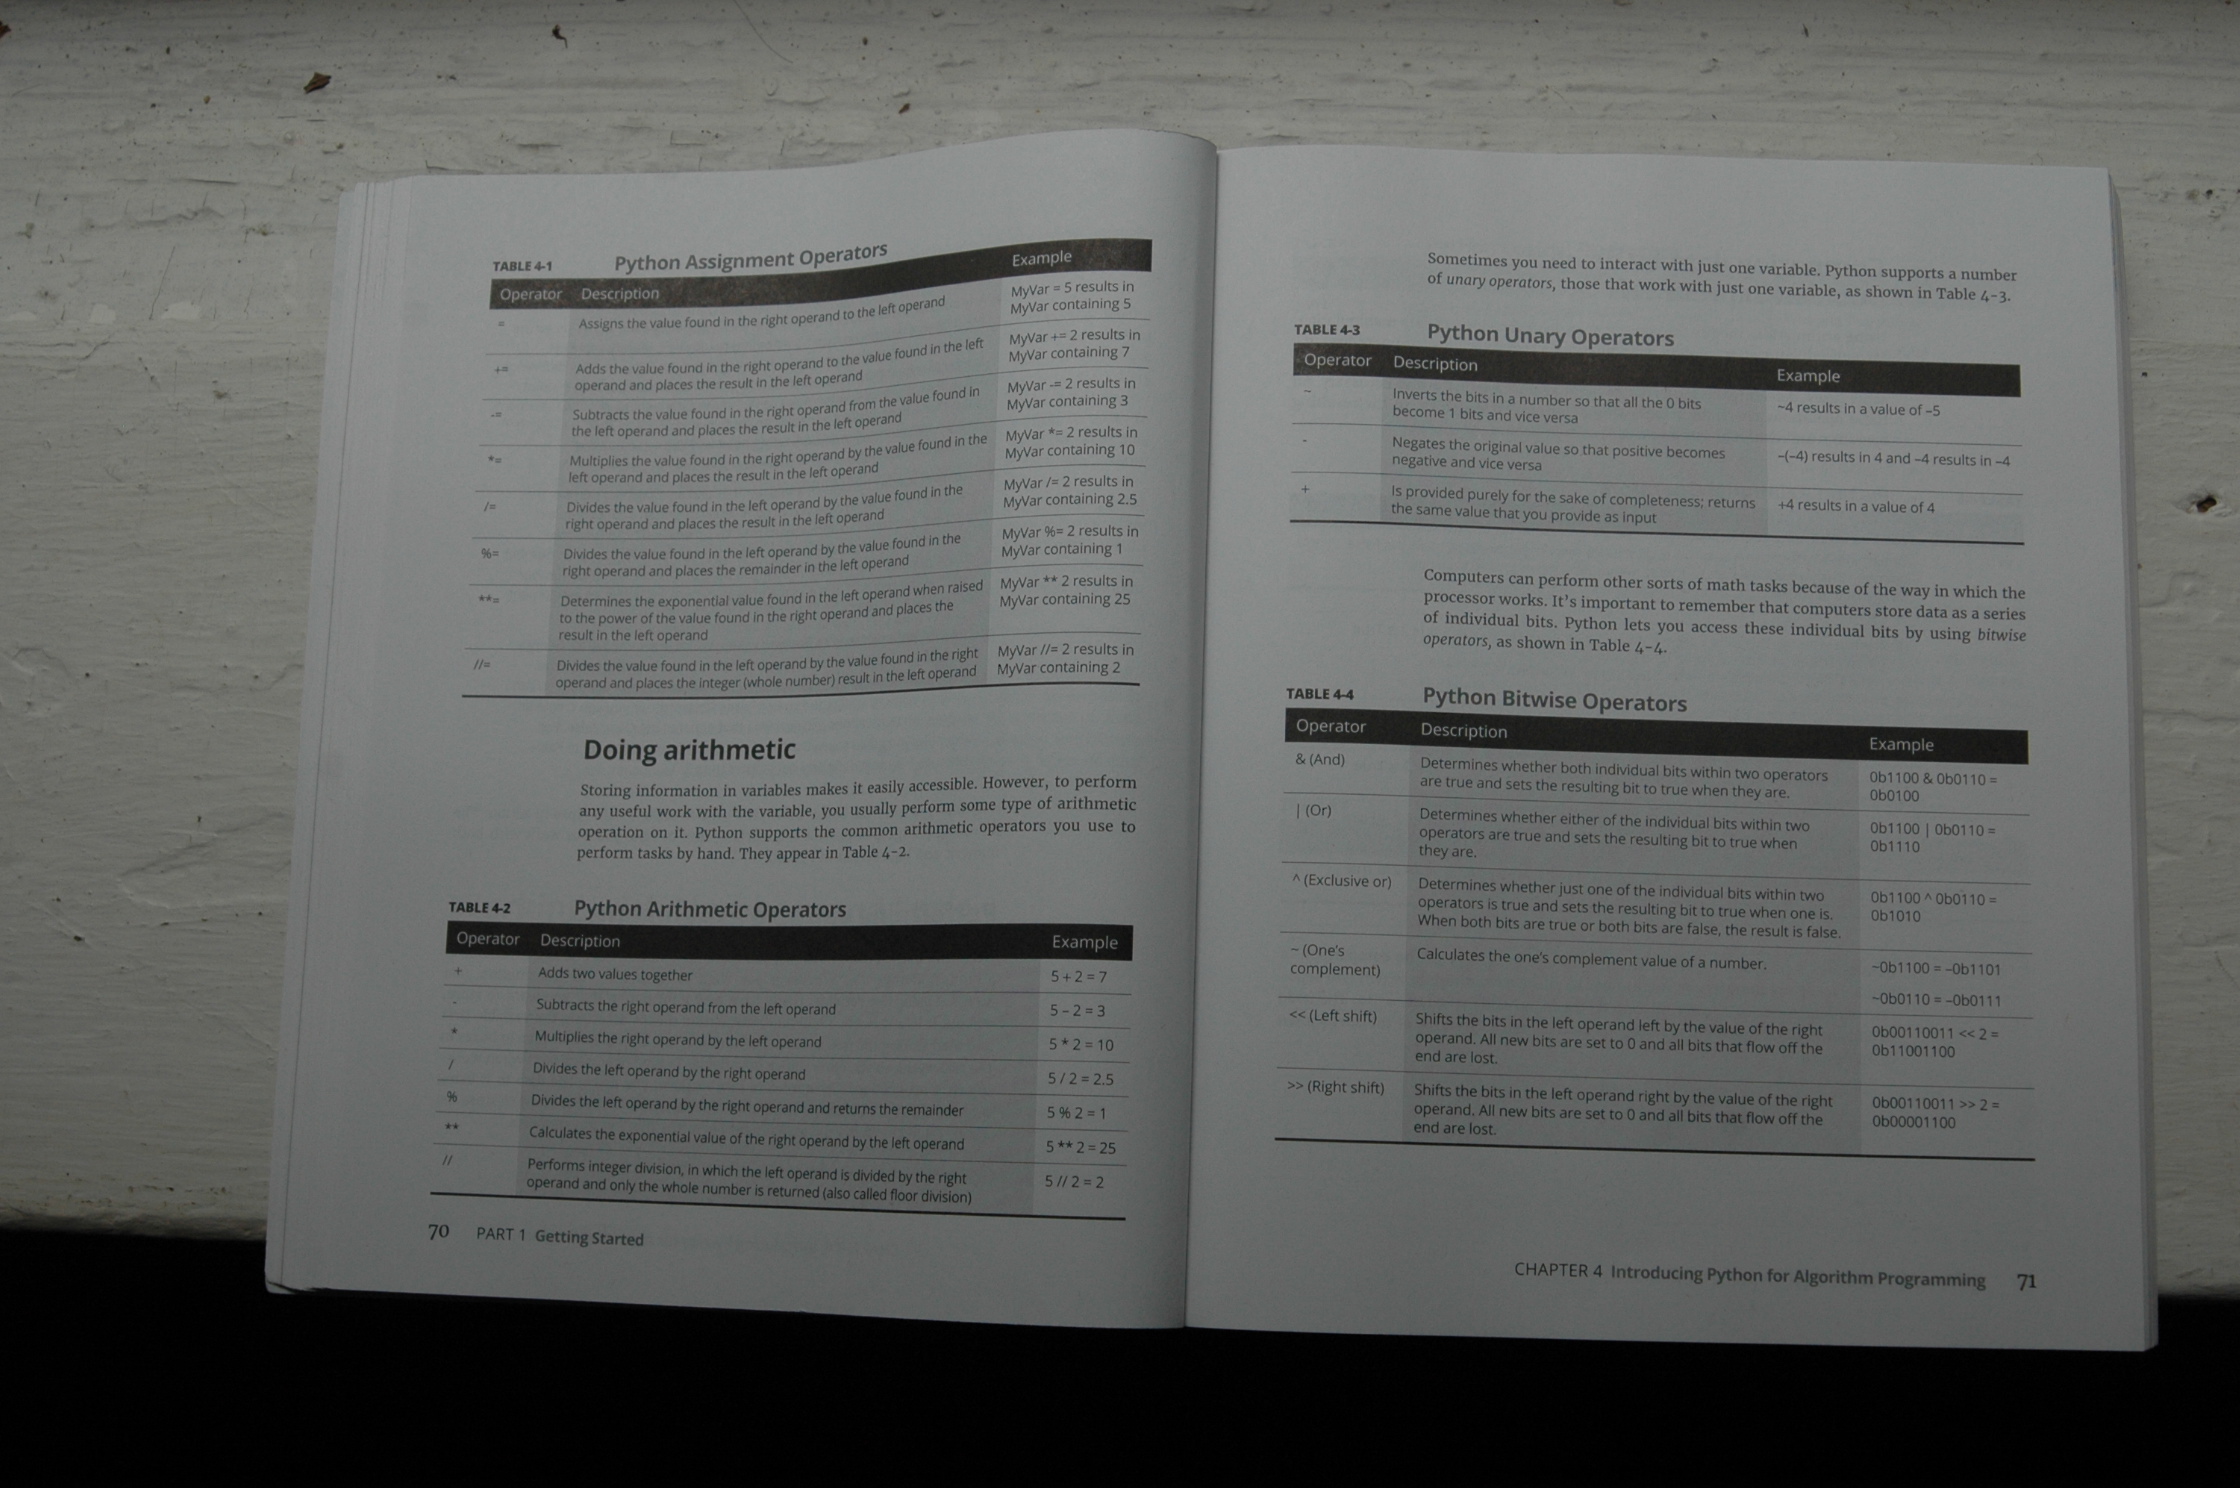 TABLE 4-1 Python Assignment Operators
Operator Description Example
= Assigns the value found in the right operand to the left operand MyVar = 5 results in
MyVar containing 5
+= Adds the value found in the right operand to the value found in the left MyVar += 2 results in
operand and places the result in the left operand MyVar containing 7
-= Subtracts the value found in the right operand from the value found in MyVar -= 2 results in
the left operand and places the result in the left operand MyVar containing 3
*= Multiplies the value found in the right operand by the value found in the MyVar *= 2 results in
left operand and places the result in the left operand MyVar containing 10
/= Divides the value found in the left operand by the value found in the MyVar /= 2 results in
right operand and places the result in the left operand MyVar containing 2.5
%= Divides the value found in the left operand by the value found in the MyVar %= 2 results in
right operand and places the remainder in the left operand MyVar containing 1
**= Determines the exponential value found in the left operand when raised MyVar ** 2 results in
to the power of the value found in the right operand and places the MyVar containing 25
result in the left operand
//= Divides the value found in the left operand by the value found in the right MyVar //= 2 results in
operand and places the integer (whole number) result in the left operand MyVar containing 2
Doing arithmetic
Storing information in variables makes it easily accessible. However, to perform
any useful work with the variable, you usually perform some type of arithmetic
operation on it. Python supports the common arithmetic operators you use to
perform tasks by hand. They appear in Table 4-2.
TABLE 4-2 Python Arithmetic Operators
Operator Description Example
+ Adds two values together 5 + 2 = 7
- Subtracts the right operand from the left operand 5 – 2 = 3
* Multiplies the right operand by the left operand 5 * 2 = 10
/ Divides the left operand by the right operand 5 / 2 = 2.5
% Divides the left operand by the right operand and returns the remainder 5 % 2 = 1
** Calculates the exponential value of the right operand by the left operand 5 ** 2 = 25
// Performs integer division, in which the left operand is divided by the right 5 // 2 = 2
operand and only the whole number is returned (also called floor division)
70 PART 1 Getting Started
Sometimes you need to interact with just one variable. Python supports a number
of unary operators, those that work with just one variable, as shown in Table 4-3.
TABLE 4-3 Python Unary Operators
Operator Description Example
~ Inverts the bits in a number so that all the 0 bits ~4 results in a value of –5
become 1 bits and vice versa
- Negates the original value so that positive becomes –(–4) results in 4 and –4 results in –4
negative and vice versa
+ Is provided purely for the sake of completeness; returns +4 results in a value of 4
the same value that you provide as input
Computers can perform other sorts of math tasks because of the way in which the
processor works. It's important to remember that computers store data as a series
of individual bits. Python lets you access these individual bits by using bitwise
operators, as shown in Table 4-4.
TABLE 4-4 Python Bitwise Operators
Operator Description Example
& (And) Determines whether both individual bits within two operators 0b1100 & 0b0110 =
are true and sets the resulting bit to true when they are. 0b0100
| (Or) Determines whether either of the individual bits within two 0b1100 | 0b0110 =
operators are true and sets the resulting bit to true when 0b1110
they are.
^ (Exclusive or) Determines whether just one of the individual bits within two 0b1100 ^ 0b0110 =
operators is true and sets the resulting bit to true when one is. 0b1010
When both bits are true or both bits are false, the result is false.
~ (One's Calculates the one's complement value of a number. ~0b1100 = –0b1101
complement) ~0b0110 = –0b0111
<< (Left shift) Shifts the bits in the left operand left by the value of the right 0b00110011 << 2 =
operand. All new bits are set to 0 and all bits that flow off the 0b11001100
end are lost.
>> (Right shift) Shifts the bits in the left operand right by the value of the right 0b00110011 >> 2 =
operand. All new bits are set to 0 and all bits that flow off the 0b00001100
end are lost.
CHAPTER 4 Introducing Python for Algorithm Programming 71